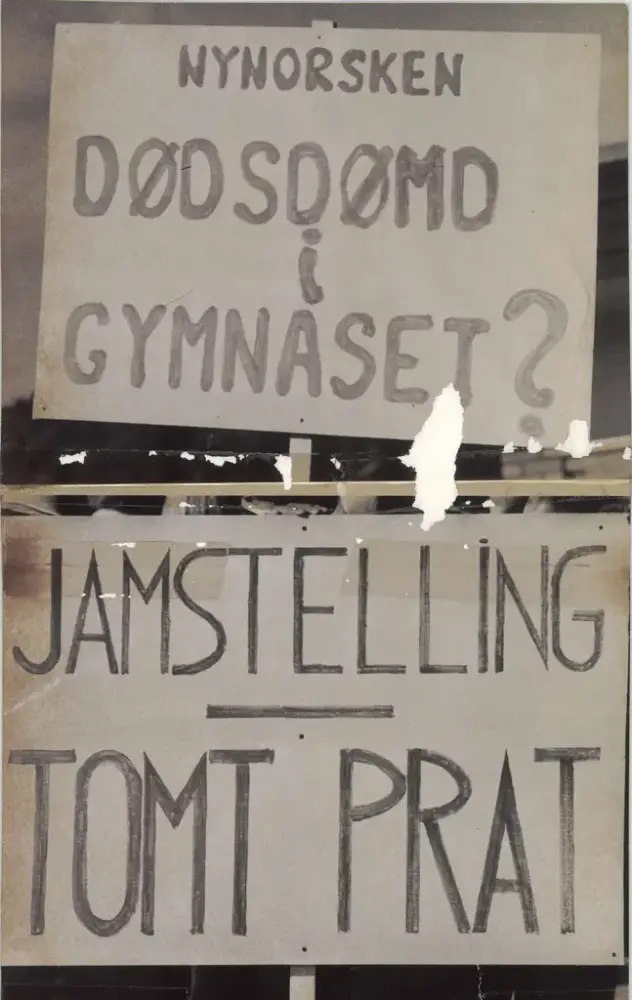 NYNORSKEN
DØDSDØMD
i
GYMNASET?
JAMSTELLING
—
TOMT PRAT